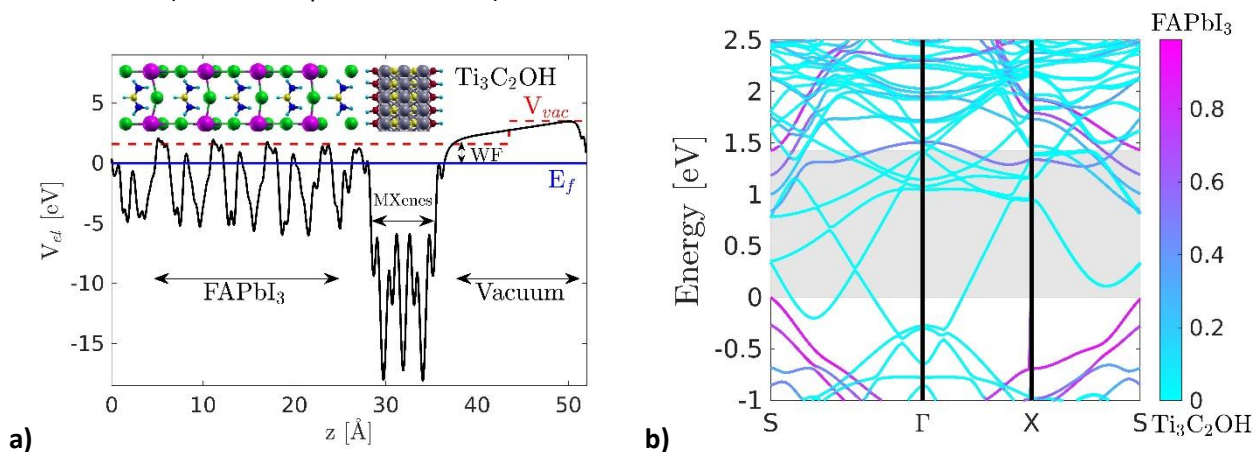 Ti₃C₂OH
V_vac
WF
E_f
MXenes
FAPbI₃
Vacuum
5
0
-5
-10
-15
V_el [eV]
0
10
20
30
40
50
z [Å]
a)
2.5
2
1.5
1
0.5
0
-0.5
-1
Energy [eV]
S
Γ
X
S
b)
FAPbI₃
0.8
0.6
0.4
0.2
0
Ti₃C₂OH